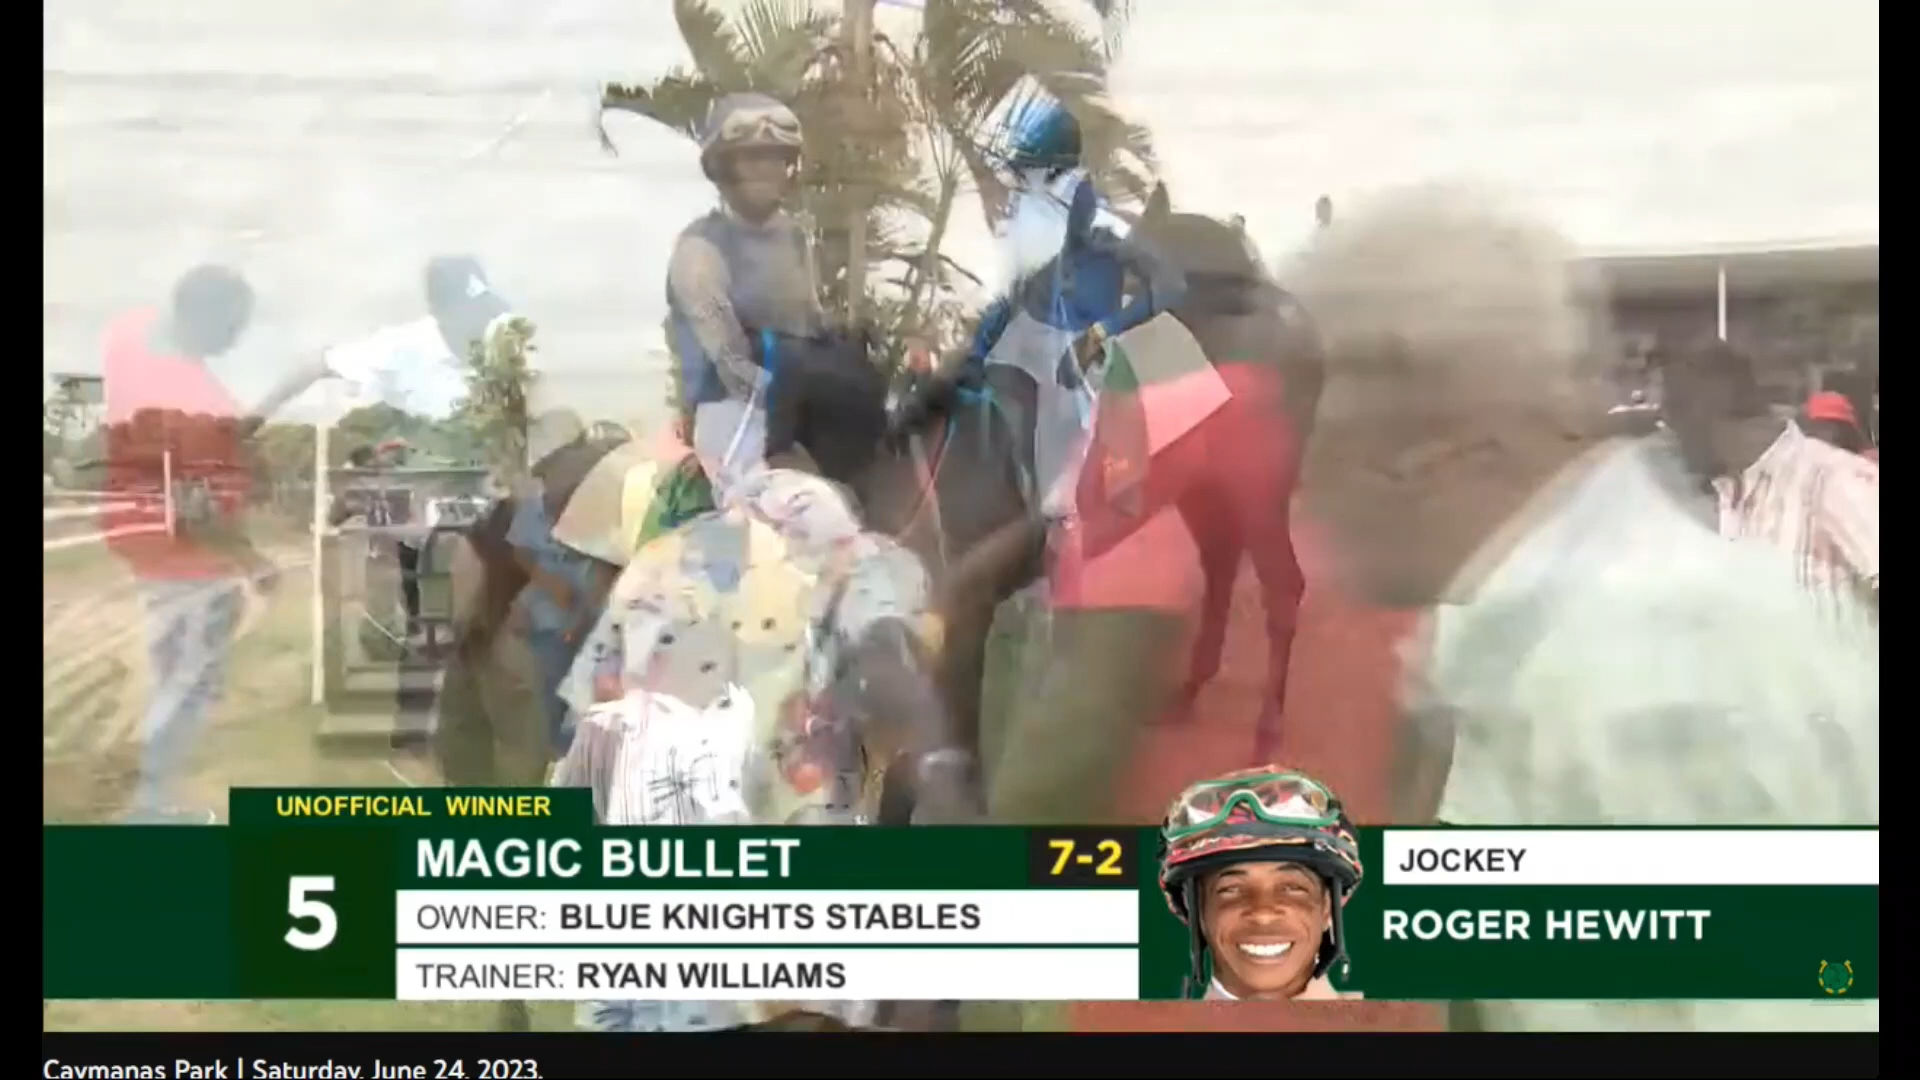 UNOFFICIAL WINNER
5
MAGIC BULLET
7-2
OWNER: BLUE KNIGHTS STABLES
TRAINER: RYAN WILLIAMS
JOCKEY
ROGER HEWITT
Caymanas Park | Saturday, June 24, 2023.